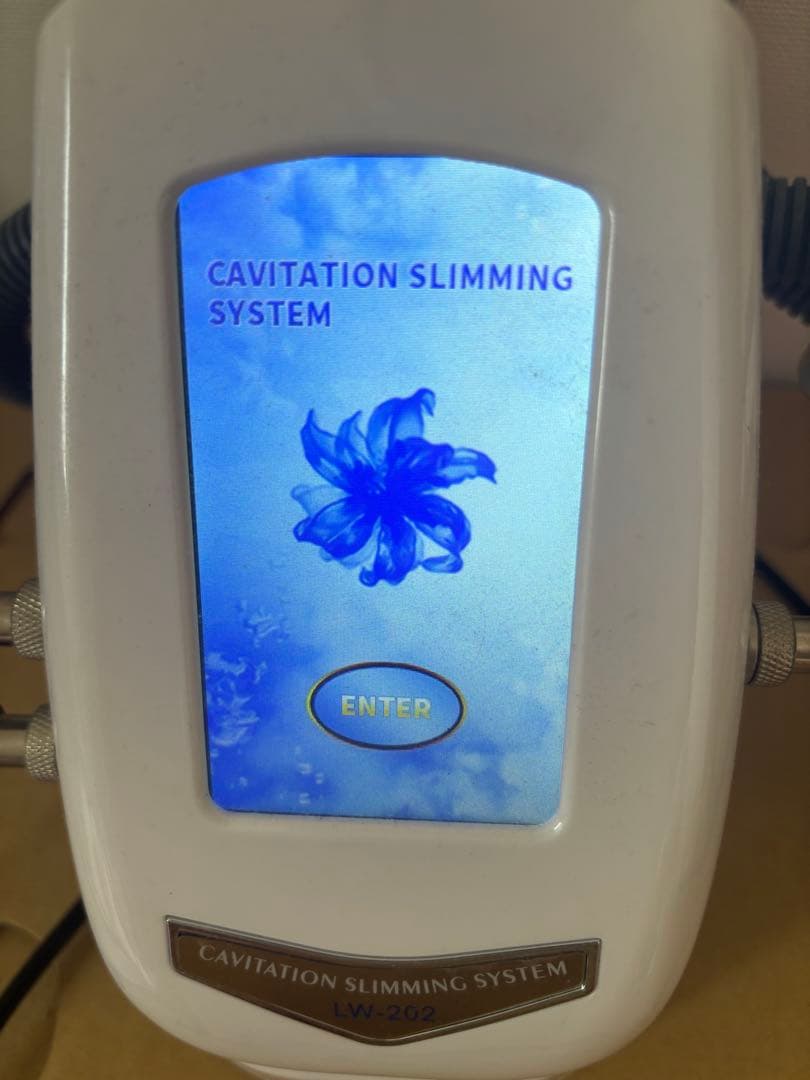 CAVITATION SLIMMING
SYSTEM
ENTER
CAVITATION SLIMMING SYSTEM
LW-202